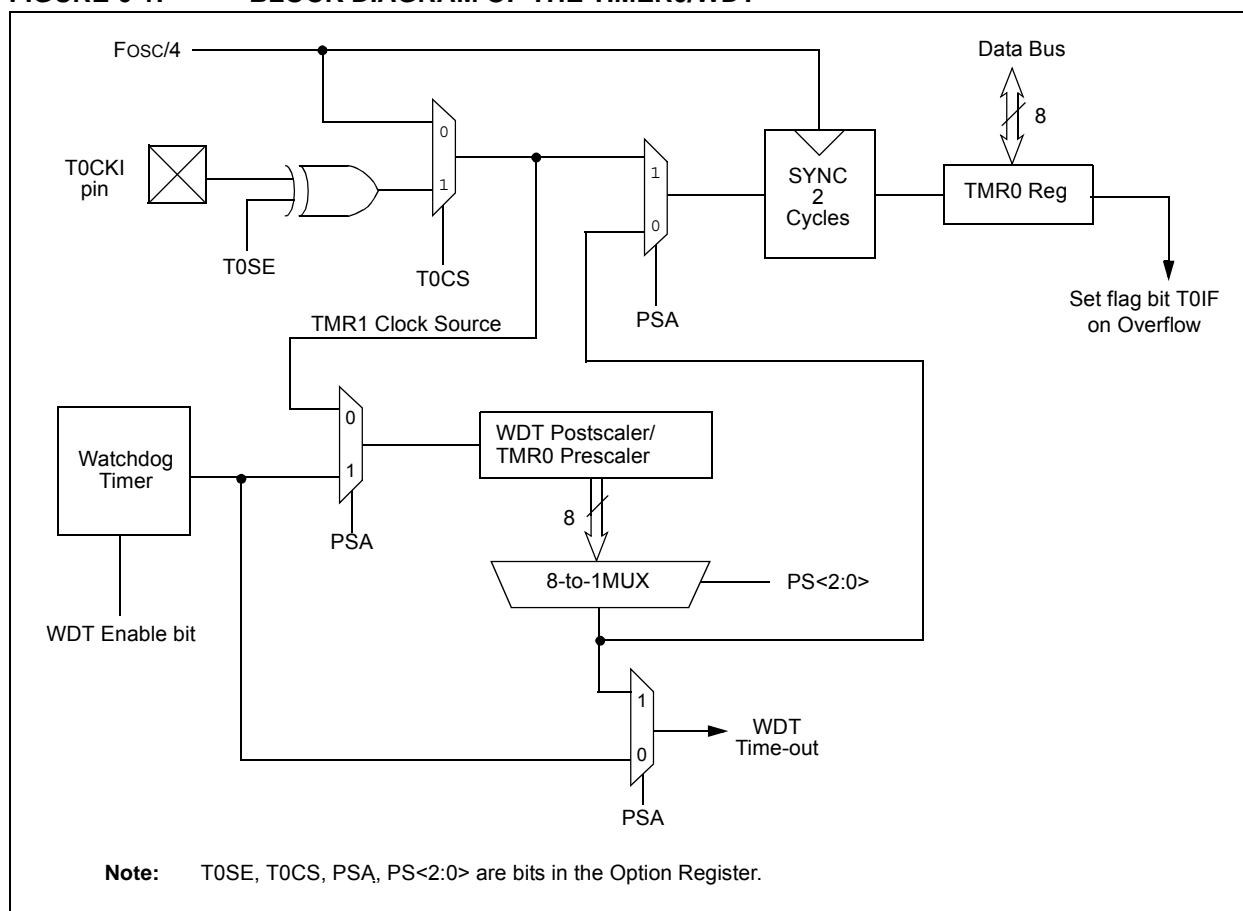 FOSC/4
Data Bus
8
T0CKI
pin
0
1
T0SE
T0CS
1
0
PSA
SYNC
2
Cycles
TMR0 Reg
Set flag bit T0IF
on Overflow
TMR1 Clock Source
Watchdog
Timer
WDT Enable bit
0
1
PSA
WDT Postscaler/
TMR0 Prescaler
8
8-to-1MUX
PS<2:0>
1
0
PSA
WDT
Time-out
Note: T0SE, T0CS, PSA, PS<2:0> are bits in the Option Register.